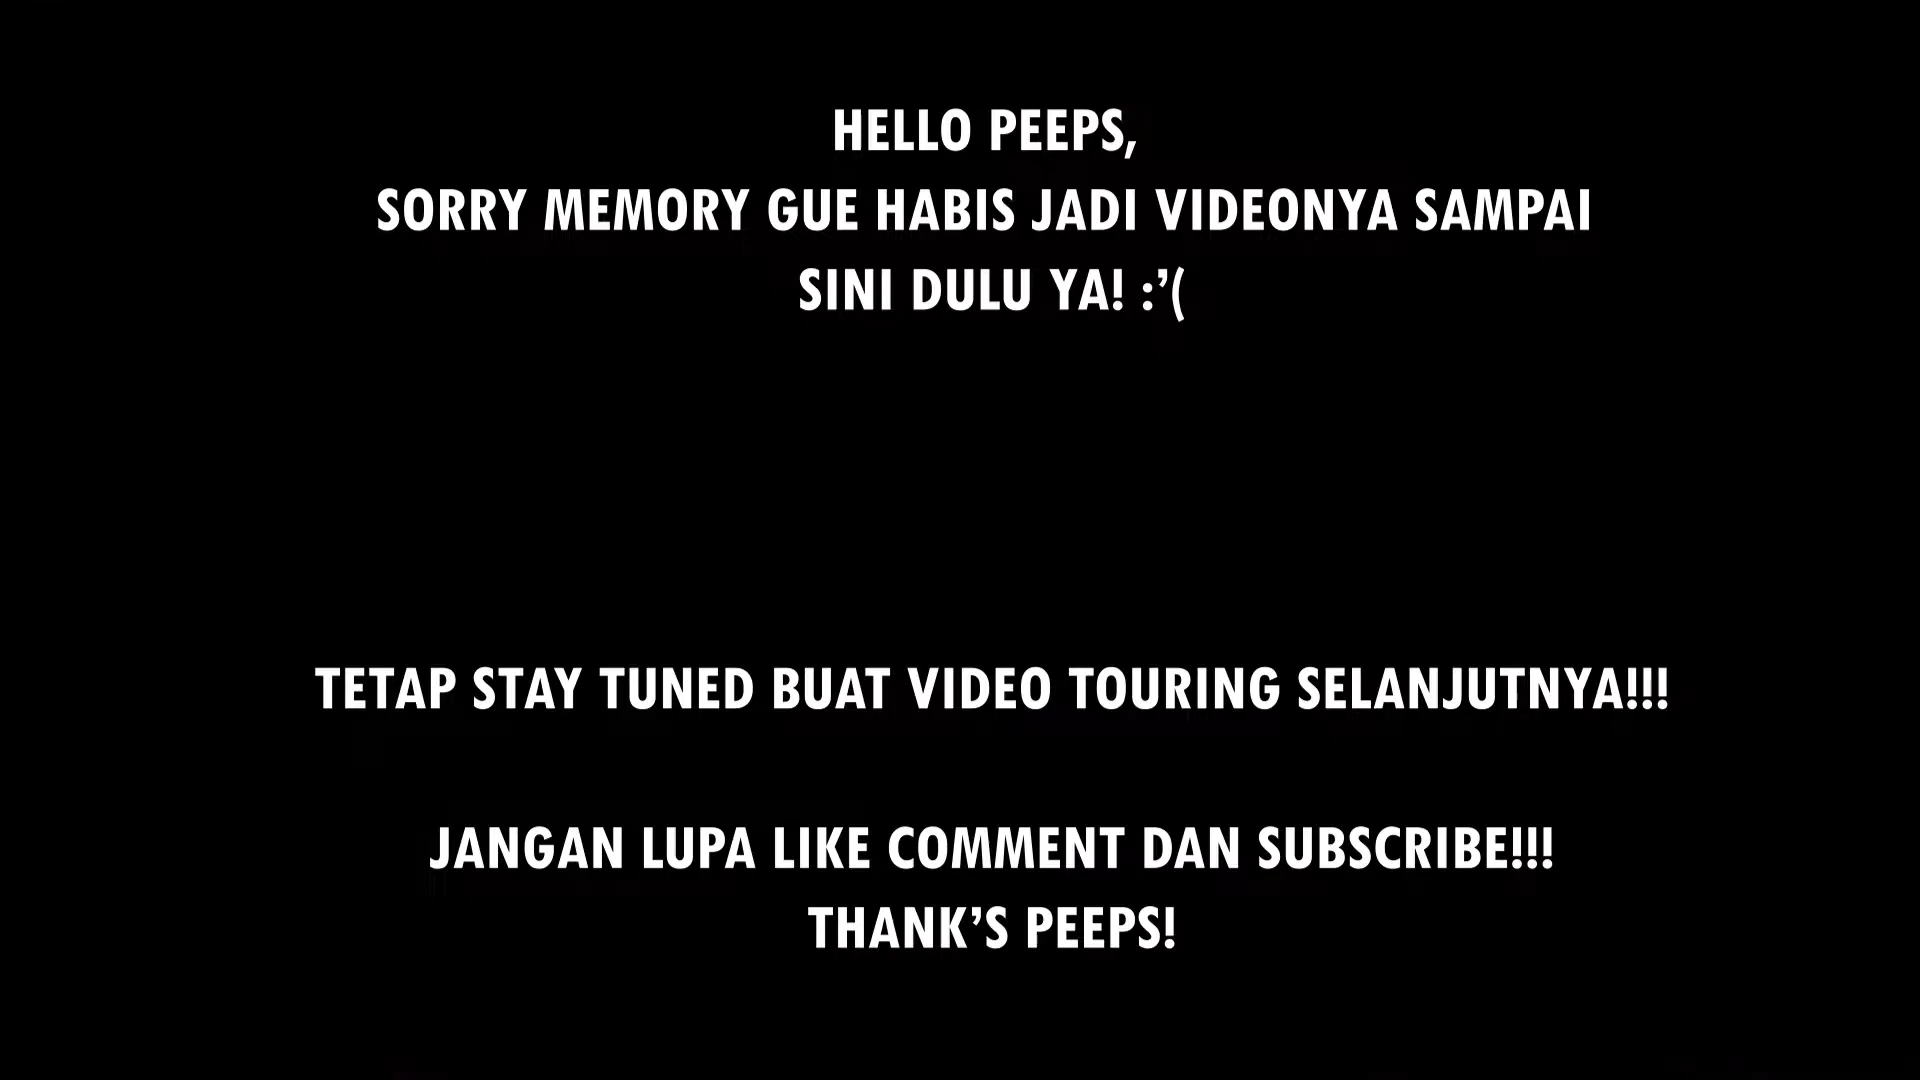 HELLO PEEPS,
SORRY MEMORY GUE HABIS JADI VIDEONYA SAMPAI
SINI DULU YA! :’(
TETAP STAY TUNED BUAT VIDEO TOURING SELANJUTNYA!!!
JANGAN LUPA LIKE COMMENT DAN SUBSCRIBE!!!
THANK’S PEEPS!